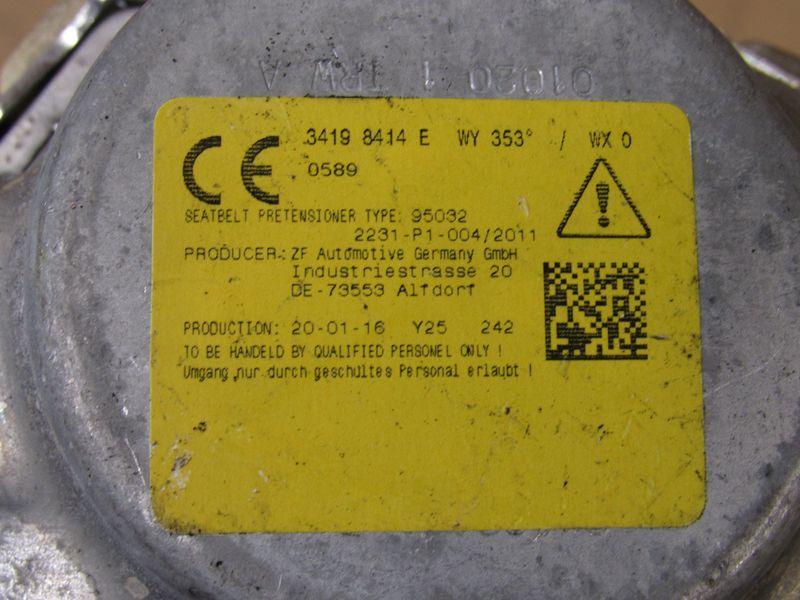 01020 1 TRW A
CE 3419 8414 E WY 353° / WX 0
0589
SEATBELT PRETENSIONER TYPE: 95032
2231-P1-004/2011
PRODUCER: ZF Automotive Germany GmbH
Industriestrasse 20
DE-73553 Alfdorf
PRODUCTION: 20-01-16 Y25 242
TO BE HANDELD BY QUALIFIED PERSONEL ONLY !
Umgang nur durch geschultes Personal erlaubt !